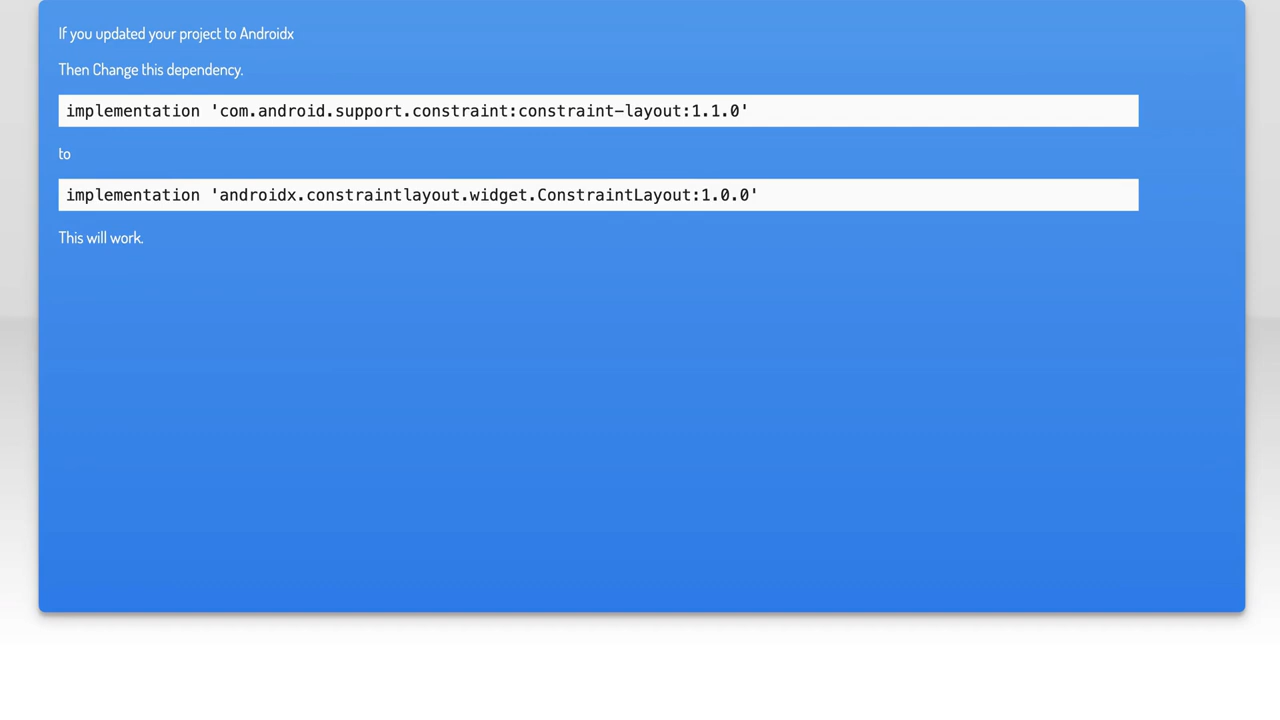 If you updated your project to Androidx
Then Change this dependency.
implementation 'com.android.support.constraint:constraint-layout:1.1.0'
to
implementation 'androidx.constraintlayout.widget.ConstraintLayout:1.0.0'
This will work.